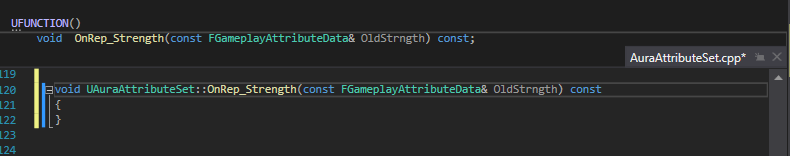 UFUNCTION()
void OnRep_Strength(const FGameplayAttributeData& OldStrngth) const;
AuraAttributeSet.cpp*
119
120 void UAuraAttributeSet::OnRep_Strength(const FGameplayAttributeData& OldStrngth) const
121 {
122 }
123
124